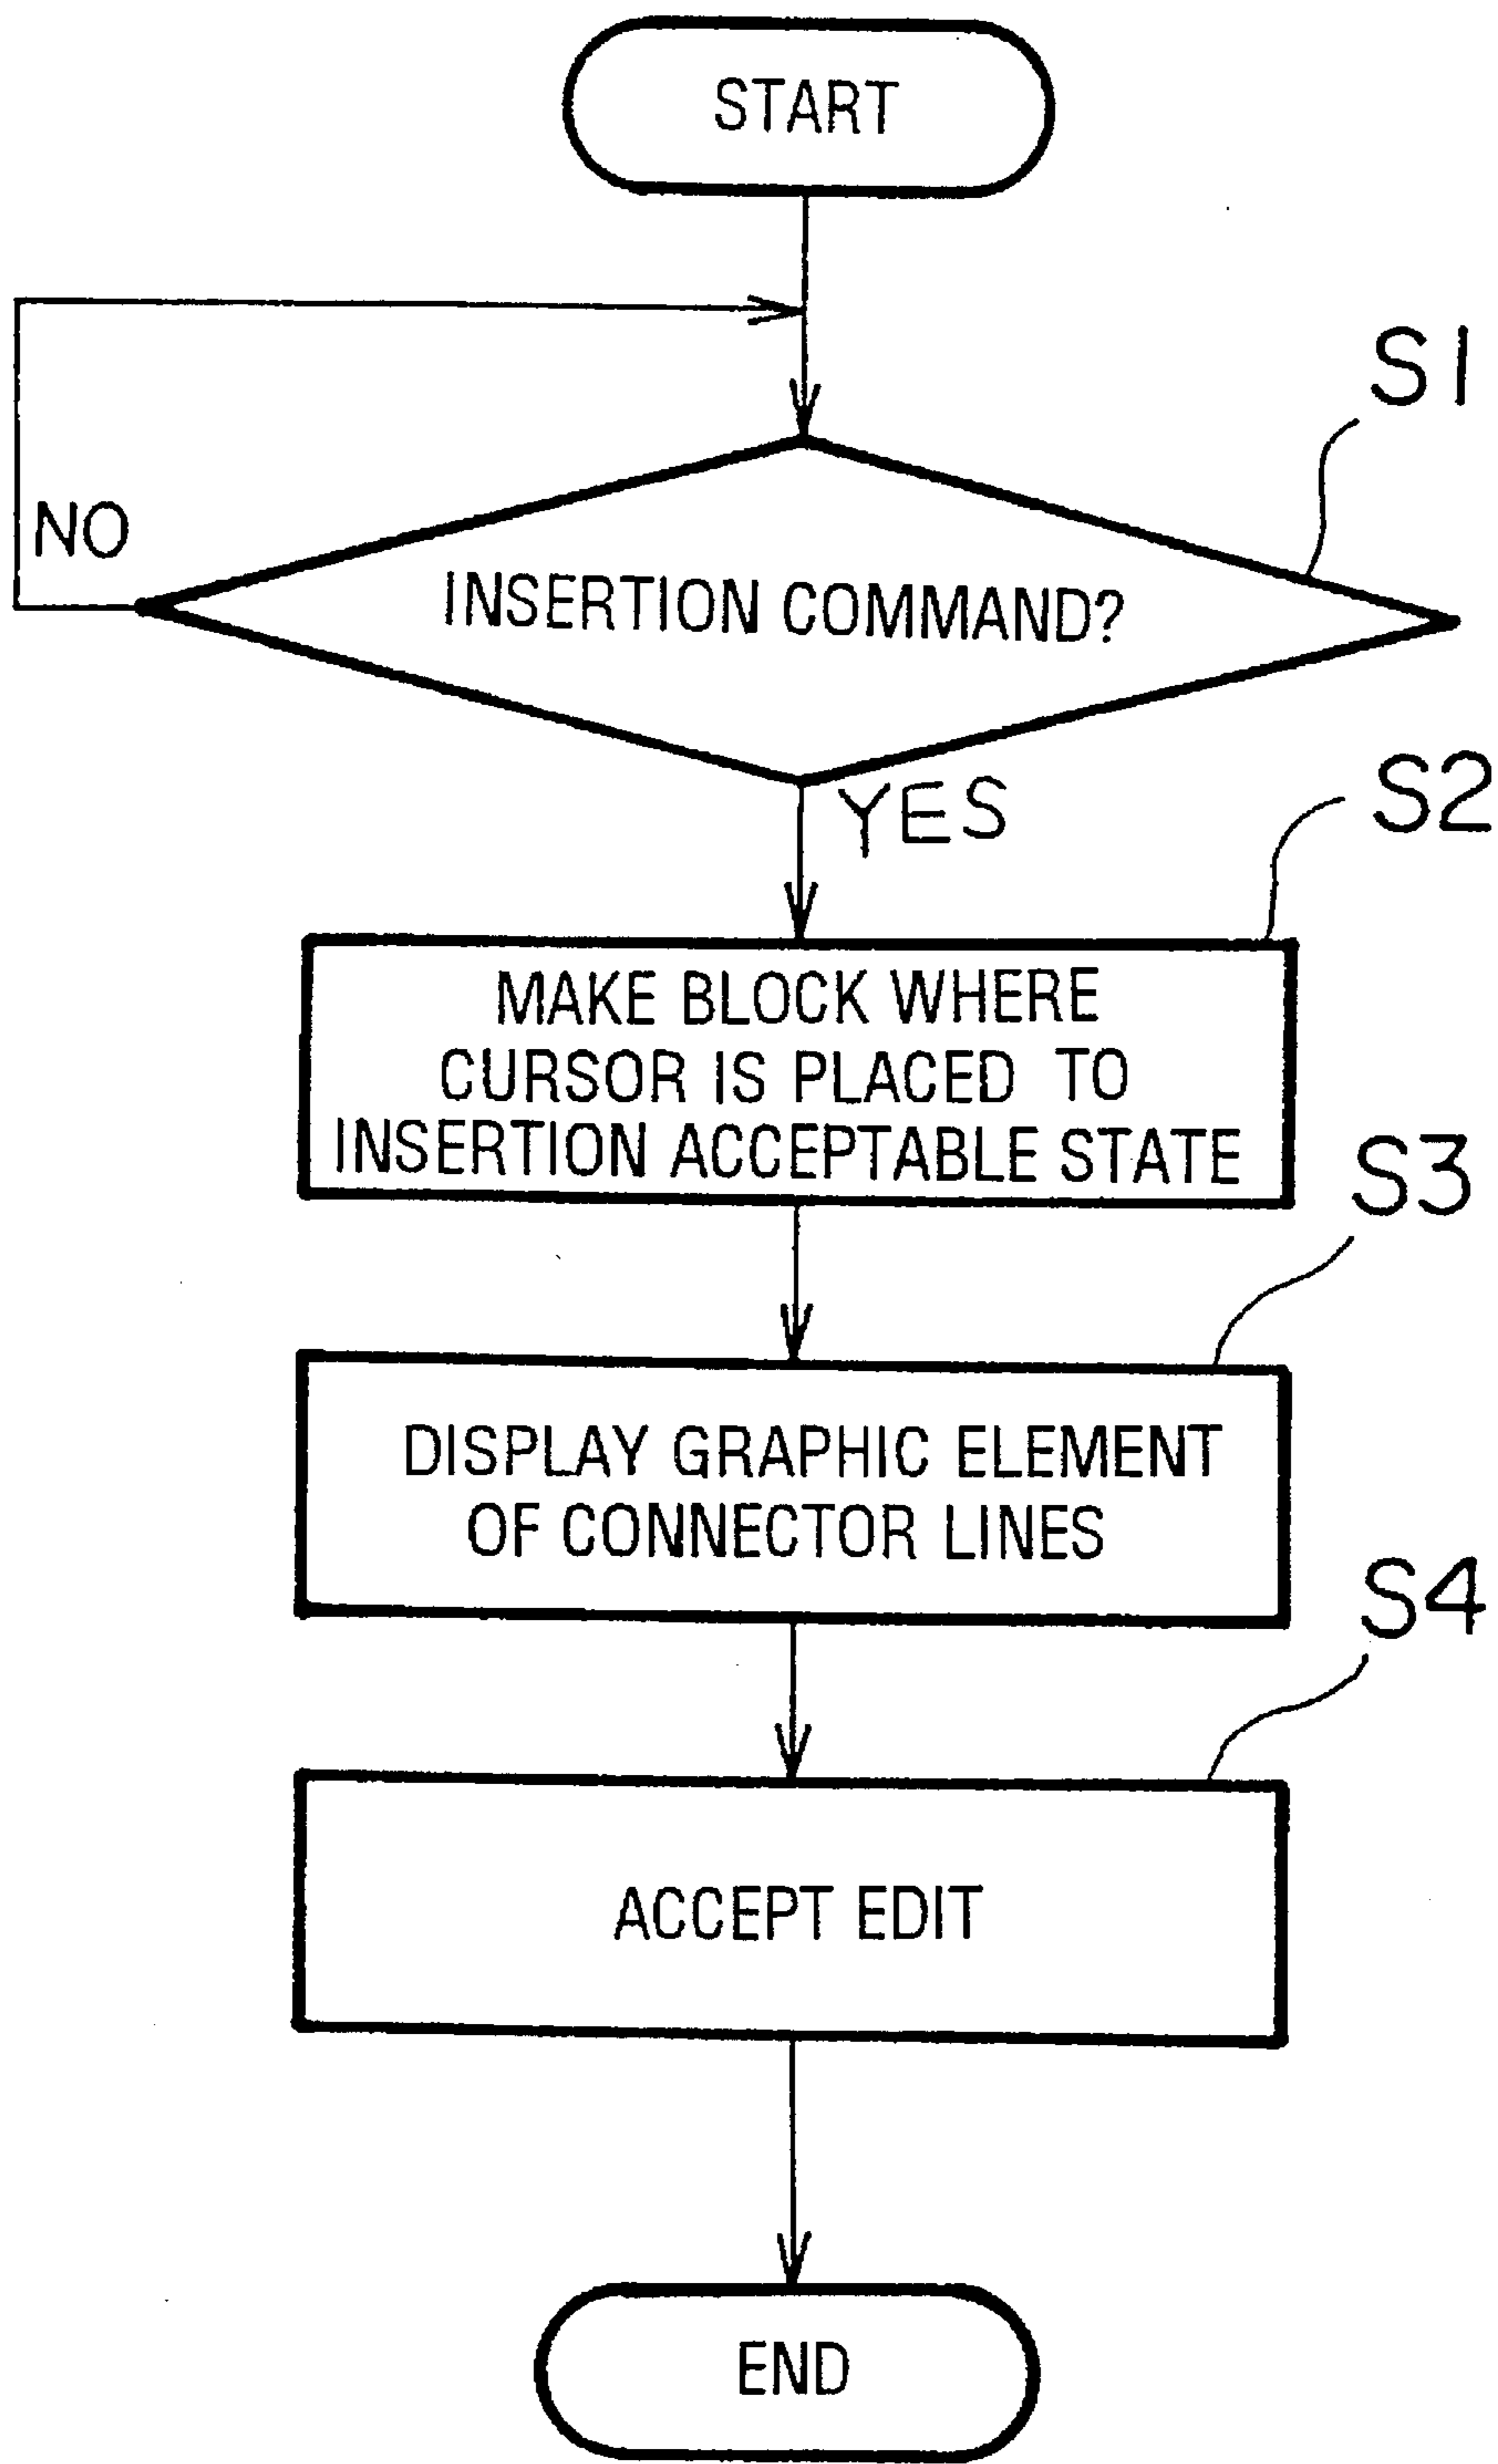 START
S1
NO
INSERTION COMMAND?
YES
S2
MAKE BLOCK WHERE
CURSOR IS PLACED TO
INSERTION ACCEPTABLE STATE
S3
DISPLAY GRAPHIC ELEMENT
OF CONNECTOR LINES
S4
ACCEPT EDIT
END